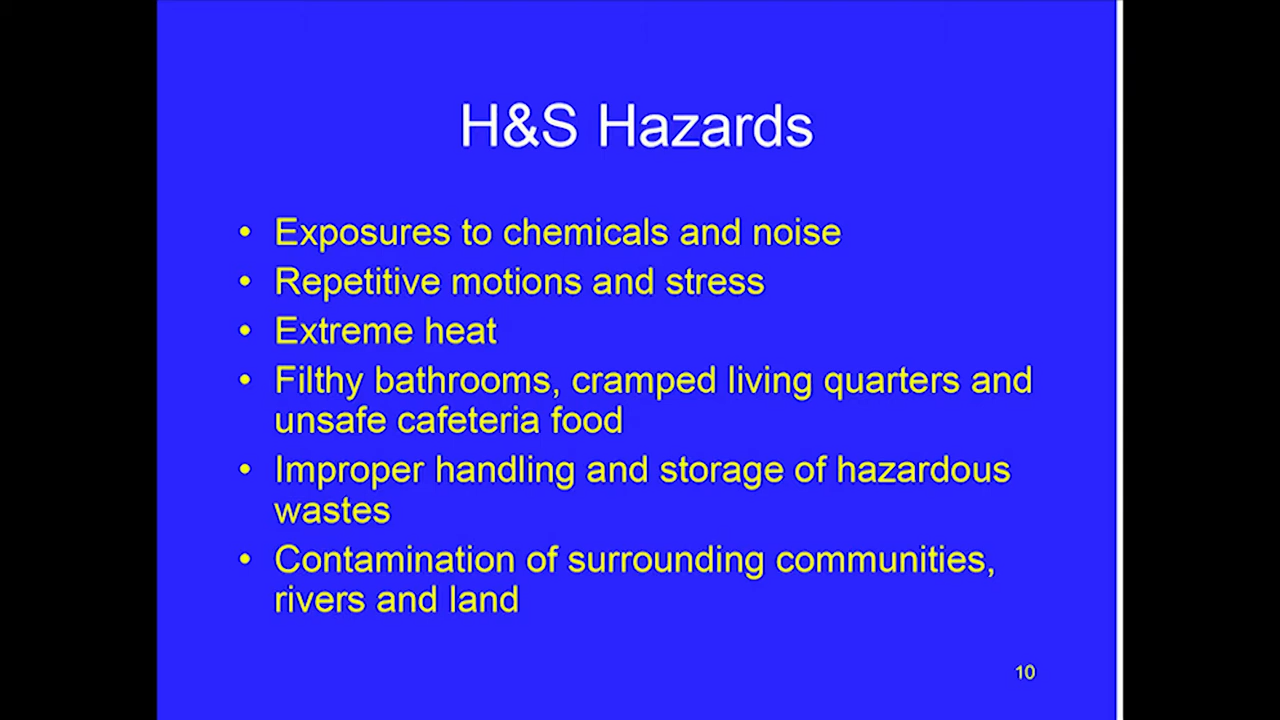 H&S Hazards
• Exposures to chemicals and noise
• Repetitive motions and stress
• Extreme heat
• Filthy bathrooms, cramped living quarters and
unsafe cafeteria food
• Improper handling and storage of hazardous
wastes
• Contamination of surrounding communities,
rivers and land
10